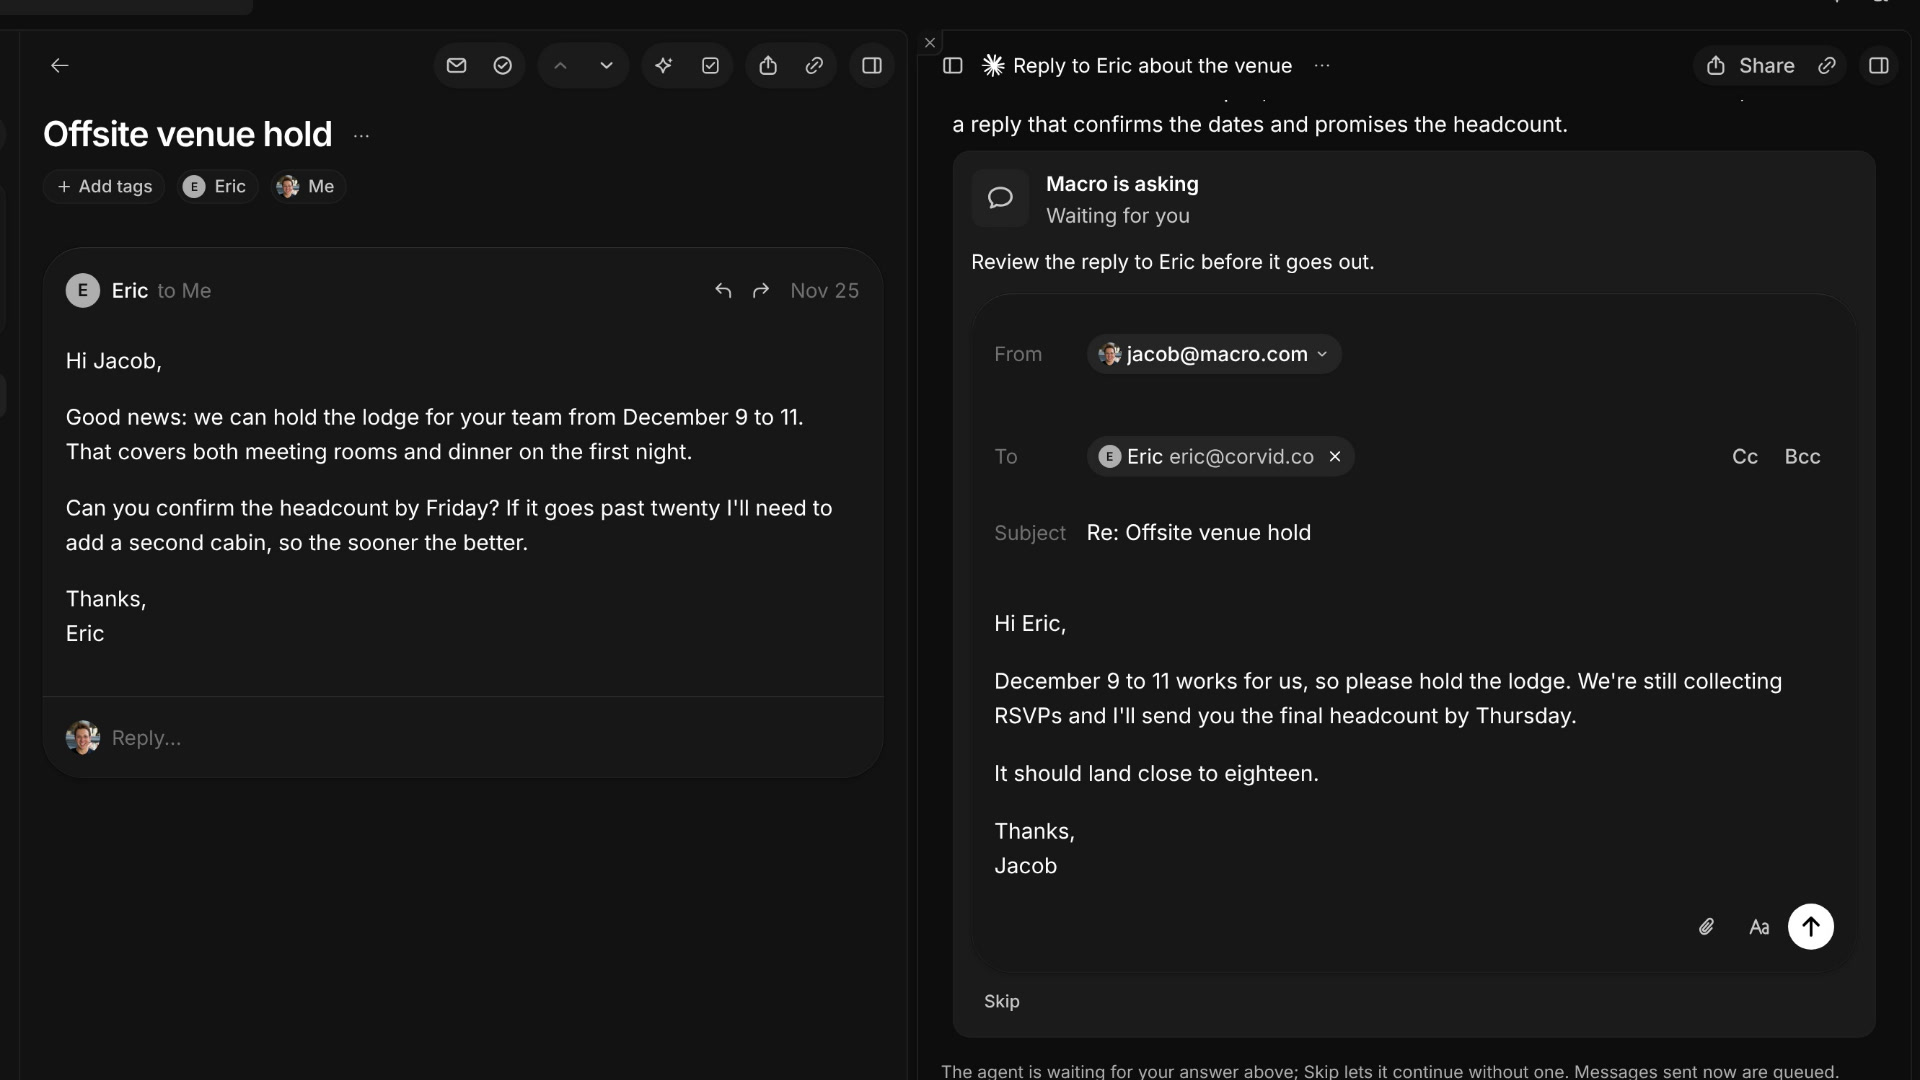 Offsite venue hold
Add tags
Eric
Me
E
Eric to Me
Nov 25
Hi Jacob,
Good news: we can hold the lodge for your team from December 9 to 11.
That covers both meeting rooms and dinner on the first night.
Can you confirm the headcount by Friday? If it goes past twenty I'll need to
add a second cabin, so the sooner the better.
Thanks,
Eric
Reply...
Reply to Eric about the venue
Share
a reply that confirms the dates and promises the headcount.
Macro is asking
Waiting for you
Review the reply to Eric before it goes out.
From jacob@macro.com
To E Eric eric@corvid.co
Cc Bcc
Subject Re: Offsite venue hold
Hi Eric,
December 9 to 11 works for us, so please hold the lodge. We're still collecting
RSVPs and I'll send you the final headcount by Thursday.
It should land close to eighteen.
Thanks,
Jacob
Aa
Skip
The agent is waiting for your answer above; Skip lets it continue without one. Messages sent now are queued.